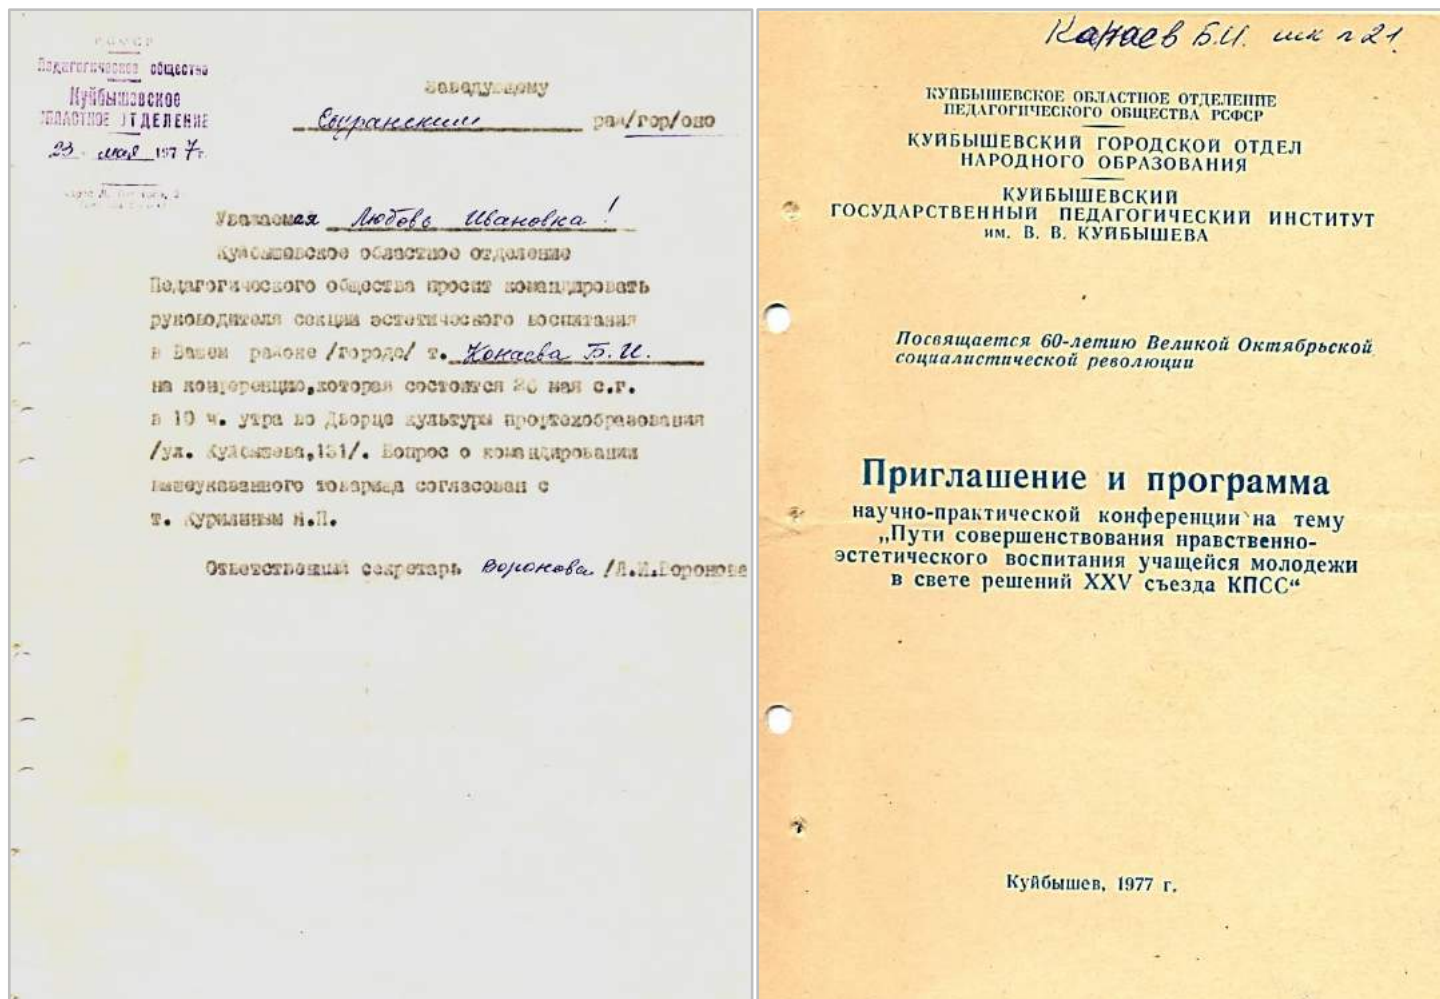 РСФСР
Педагогическое общество
Куйбышевское
ОБЛАСТНОЕ ОТДЕЛЕНИЕ
23 мая 1977 г.
Заведующему
Сызранским рай/гор/оно
Уважаемая Любовь Ивановна!
Куйбышевское областное отделение
Педагогического общества просит командировать
руководителя секции эстетического воспитания
в Вашем районе /городе/ т. Конаева Б. И.
на конференцию, которая состоится 26 мая с.г.
в 10 ч. утра во Дворце культуры профтехобразования
/ул. Куйбышева,131/. Вопрос о командировании
вышеуказанного товарища согласован с
т. Курилиным
Ответственный секретарь Воронова /А.И.Воронова
Канаев Б.И. шк № 21.
КУЙБЫШЕВСКОЕ ОБЛАСТНОЕ ОТДЕЛЕНИЕ
ПЕДАГОГИЧЕСКОГО ОБЩЕСТВА РСФСР
КУЙБЫШЕВСКИЙ ГОРОДСКОЙ ОТДЕЛ
НАРОДНОГО ОБРАЗОВАНИЯ
КУЙБЫШЕВСКИЙ
ГОСУДАРСТВЕННЫЙ ПЕДАГОГИЧЕСКИЙ ИНСТИТУТ
им. В. В. КУЙБЫШЕВА
Посвящается 60-летию Великой Октябрьской
социалистической революции
Приглашение и программа
научно-практической конференции на тему
„Пути совершенствования нравственно-
эстетического воспитания учащейся молодежи
в свете решений XXV съезда КПСС“
Куйбышев, 1977 г.